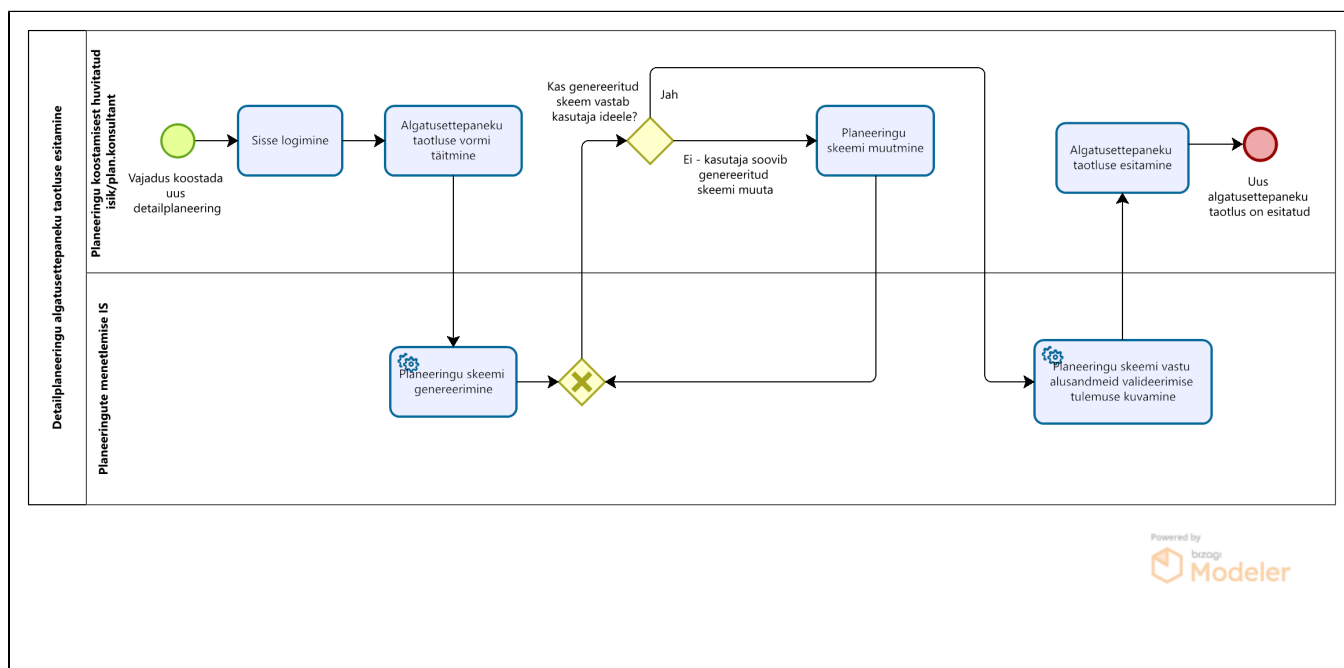 Detailplaneeringu algatusettepaneku taotluse esitamine
Planeeringu koostamisest huvitatud
isik/plan.konsultant
Vajadus koostada
uus
detailplaneering
Sisse logimine
Algatusettepaneku
taotluse vormi
täitmine
Kas genereeritud
skeem vastab
kasutaja ideele?
Jah
Ei - kasutaja soovib
genereeritud
skeemi muuta
Planeeringu
skeemi muutmine
Algatusettepaneku
taotluse esitamine
Uus
algatusettepaneku
taotlus on esitatud
Planeeringute menetlemise IS
Planeeringu skeemi
genereerimine
Planeeringu skeemi vastu
alusandmeid valideerimise
tulemuse kuvamine
Powered by
bizagi
Modeler